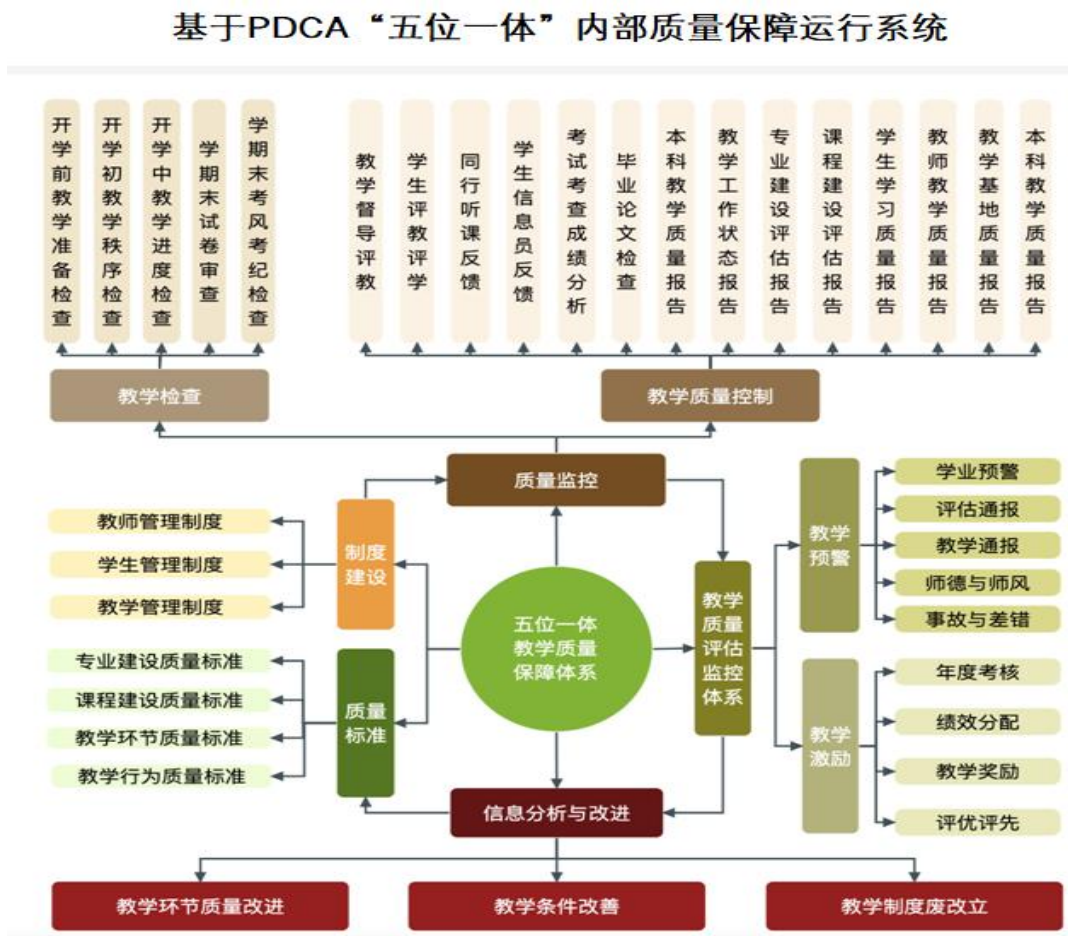 基于PDCA“五位一体”内部质量保障运行系统
开学前教学准备检查
开学初教学秩序检查
开学中教学进度检查
学期末试卷审查
学期末考风考纪检查
教学督导评教
学生评教评学
同行听课反馈
学生信息员反馈
考试考查成绩分析
毕业论文检查
本科教学质量报告
教学工作状态报告
专业建设评估报告
课程建设评估报告
学生学习质量报告
教师教学质量报告
教学基地质量报告
本科教学质量报告
教学检查
教学质量控制
质量监控
制度
建设
教师管理制度
学生管理制度
教学管理制度
质量
标准
专业建设质量标准
课程建设质量标准
教学环节质量标准
教学行为质量标准
五位一体
教学质量
保障体系
教学
质量
评估
监控
体系
教学
预警
学业预警
评估通报
教学通报
师德与师风
事故与差错
教学
激励
年度考核
绩效分配
教学奖励
评优评先
信息分析与改进
教学环节质量改进
教学条件改善
教学制度废改立